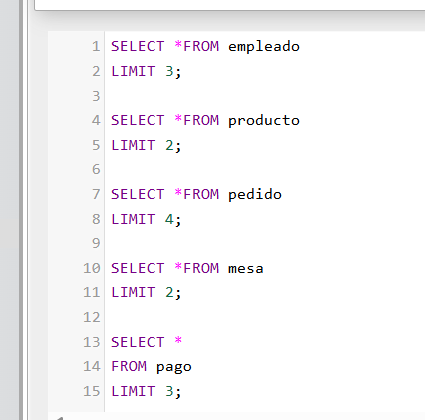 1 SELECT *FROM empleado
2 LIMIT 3;
3
4 SELECT *FROM producto
5 LIMIT 2;
6
7 SELECT *FROM pedido
8 LIMIT 4;
9
10 SELECT *FROM mesa
11 LIMIT 2;
12
13 SELECT *
14 FROM pago
15 LIMIT 3;